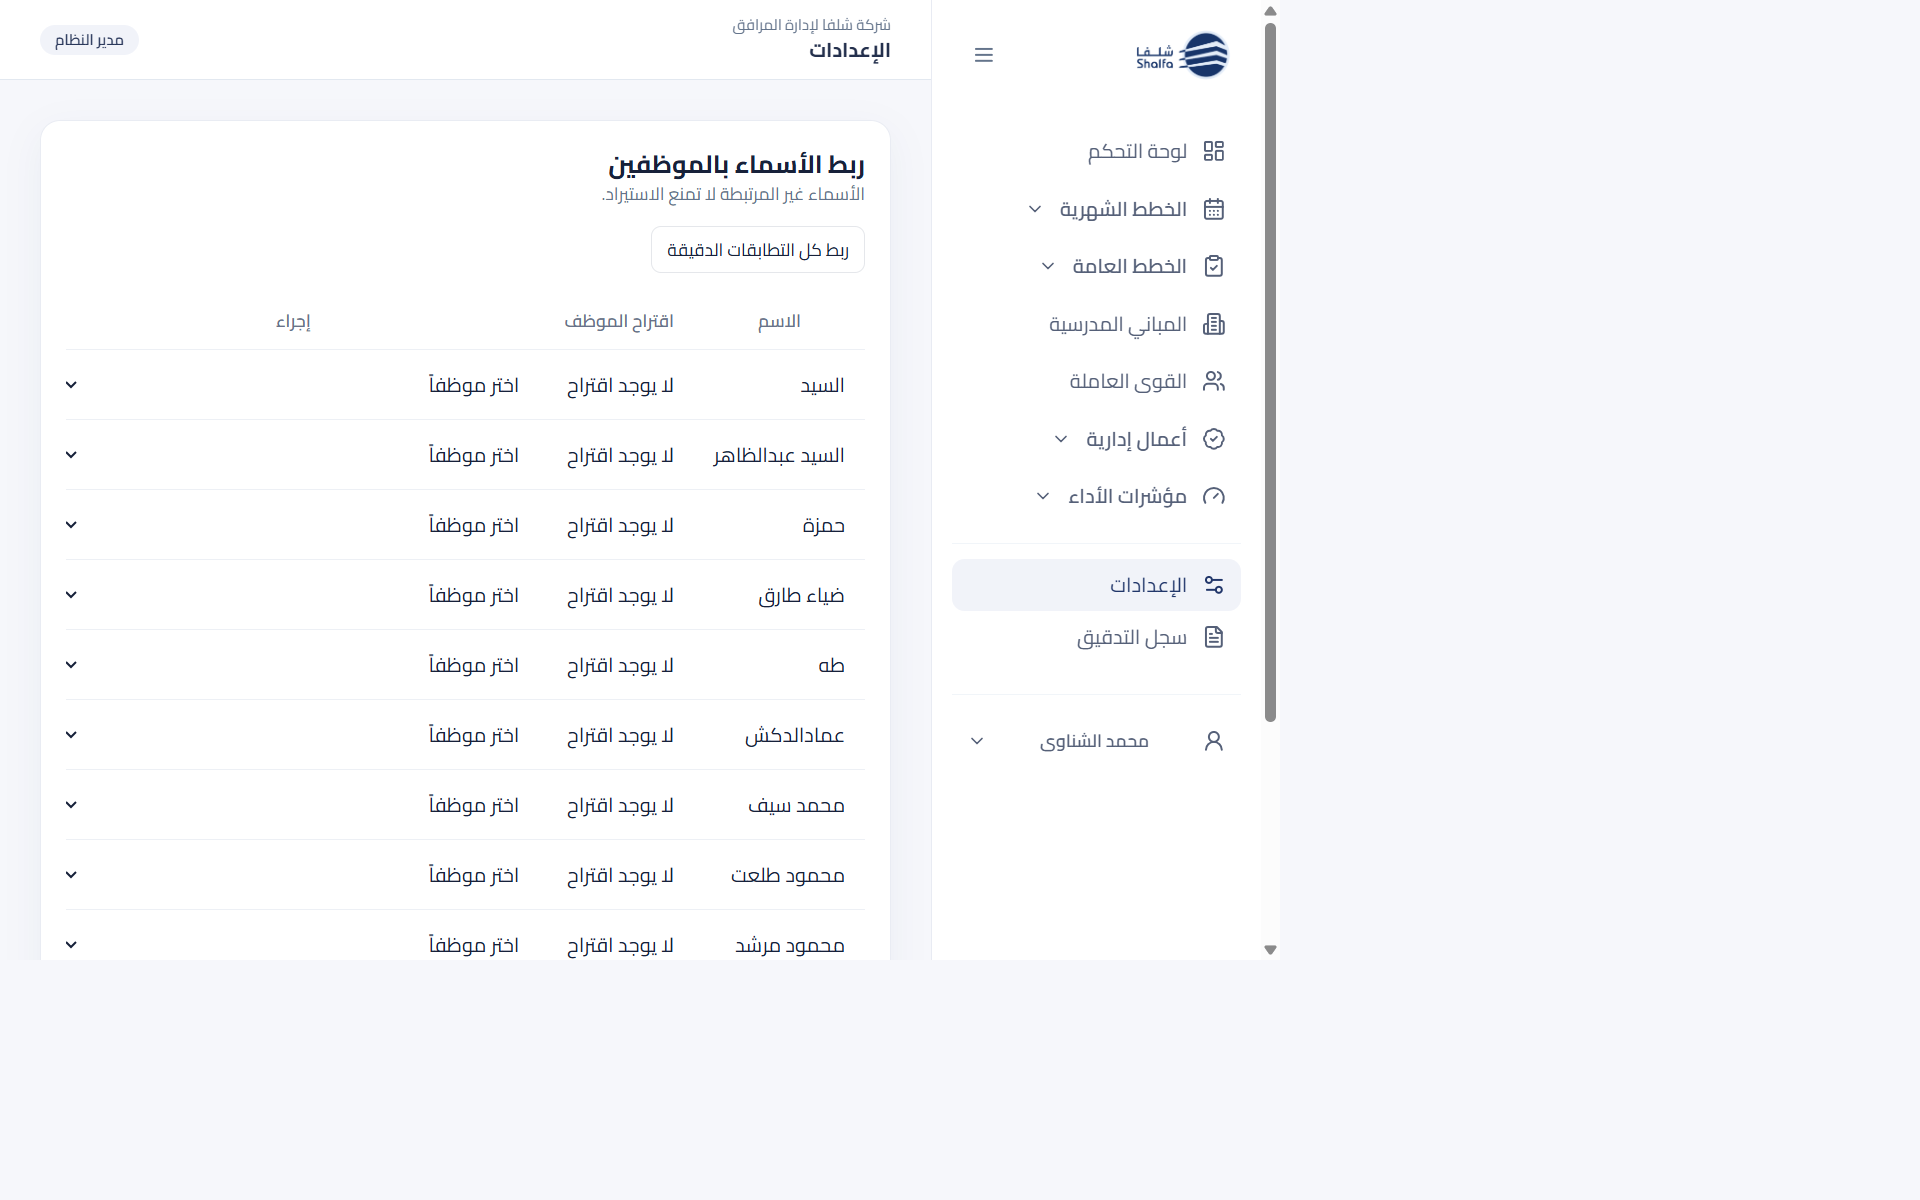 شلفا
Shalfa
لوحة التحكم
الخطط الشهرية
الخطط العامة
المباني المدرسية
القوى العاملة
أعمال إدارية
مؤشرات الأداء
الإعدادات
سجل التدقيق
محمد الشناوى
شركة شلفا لإدارة المرافق
الإعدادات
مدير النظام
ربط الأسماء بالموظفين
الأسماء غير المرتبطة لا تمنع الاستيراد.
ربط كل التطابقات الدقيقة
الاسم اقتراح الموظف إجراء
السيد لا يوجد اقتراح اختر موظفاً
السيد عبدالظاهر لا يوجد اقتراح اختر موظفاً
حمزة لا يوجد اقتراح اختر موظفاً
ضياء طارق لا يوجد اقتراح اختر موظفاً
طه لا يوجد اقتراح اختر موظفاً
عمادالدكش لا يوجد اقتراح اختر موظفاً
محمد سيف لا يوجد اقتراح اختر موظفاً
محمود طلعت لا يوجد اقتراح اختر موظفاً
محمود مرشد لا يوجد اقتراح اختر موظفاً